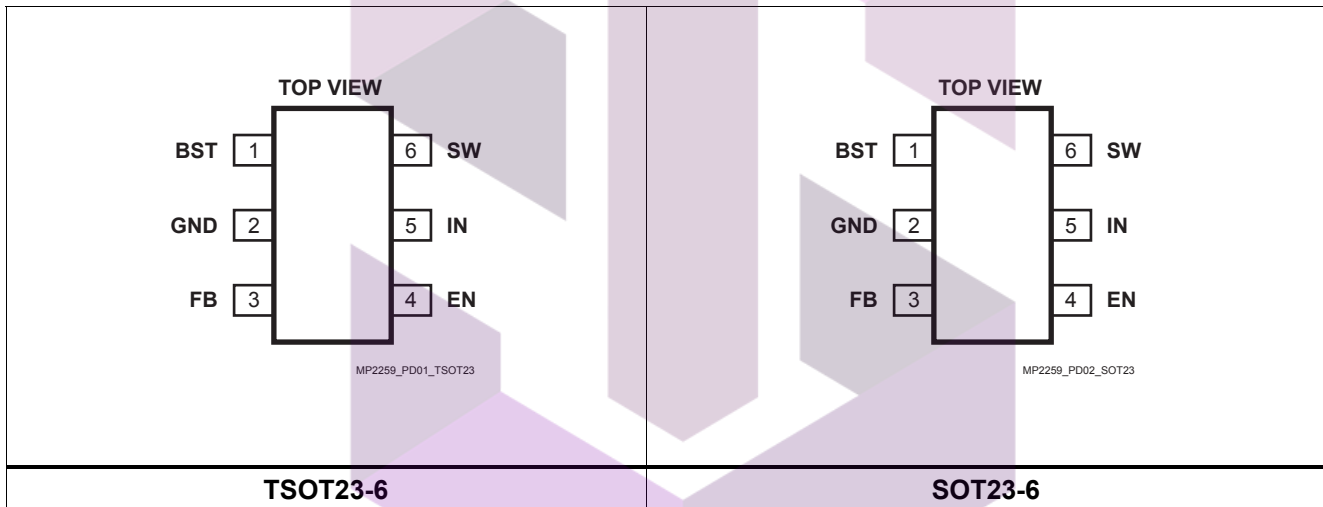 TOP VIEW
BST 1 6 SW
GND 2 5 IN
FB 3 4 EN
MP2259_PD01_TSOT23
TSOT23-6
TOP VIEW
BST 1 6 SW
GND 2 5 IN
FB 3 4 EN
MP2259_PD02_SOT23
SOT23-6